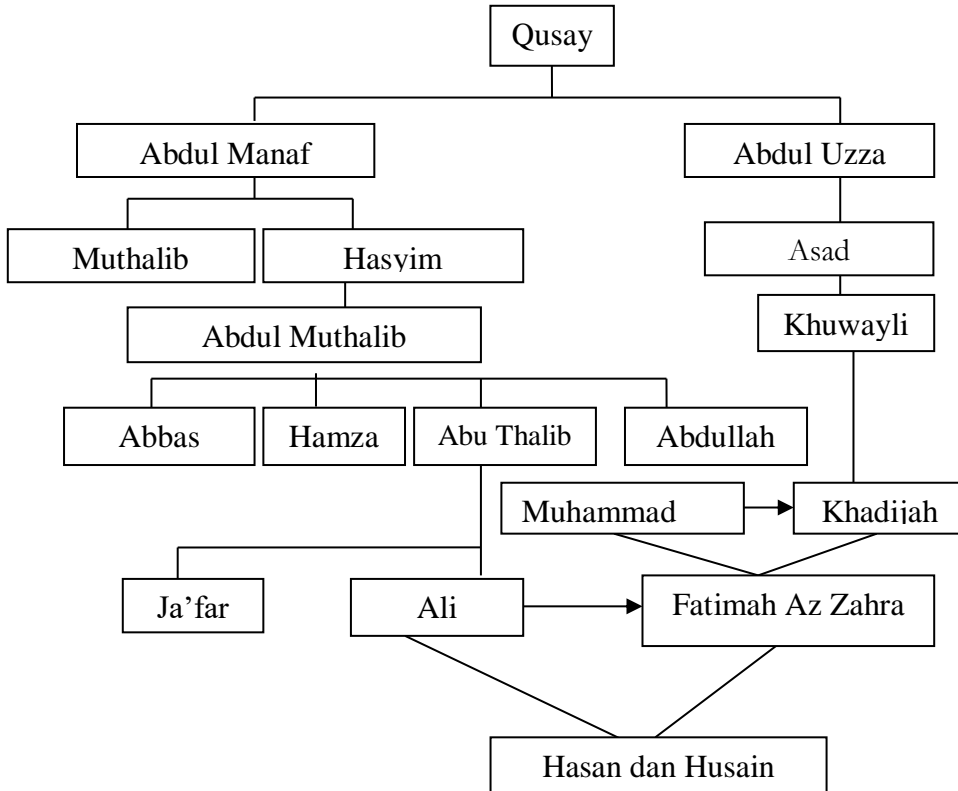 Qusay
Abdul Manaf
Abdul Uzza
Muthalib
Hasyim
Asad
Abdul Muthalib
Khuwayli
Abbas
Hamza
Abu Thalib
Abdullah
Muhammad
Khadijah
Ja’far
Ali
Fatimah Az Zahra
Hasan dan Husain